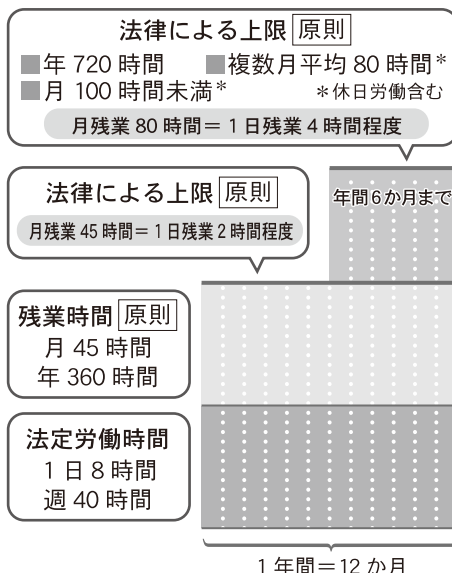 法律による上限 原則
■年 720 時間 ■複数月平均 80 時間*
■月 100 時間未満* *休日労働含む
月残業 80 時間＝1日残業 4 時間程度
法律による上限 原則
月残業 45 時間＝1日残業 2 時間程度
年間6か月まで
残業時間 原則
月 45 時間
年 360 時間
法定労働時間
1 日 8 時間
週 40 時間
1 年間＝12 か月